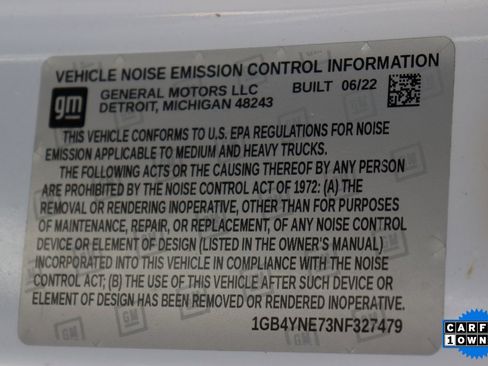 VEHICLE NOISE EMISSION CONTROL INFORMATION
gm GENERAL MOTORS LLC BUILT 06/22
DETROIT, MICHIGAN 48243
THIS VEHICLE CONFORMS TO U.S. EPA REGULATIONS FOR NOISE
EMISSION APPLICABLE TO MEDIUM AND HEAVY TRUCKS.
THE FOLLOWING ACTS OR THE CAUSING THEREOF BY ANY PERSON
ARE PROHIBITED BY THE NOISE CONTROL ACT OF 1972: (A) THE
REMOVAL OR RENDERING INOPERATIVE, OTHER THAN FOR PURPOSES
OF MAINTENANCE, REPAIR, OR REPLACEMENT, OF ANY NOISE CONTROL
DEVICE OR ELEMENT OF DESIGN (LISTED IN THE OWNER'S MANUAL)
INCORPORATED INTO THIS VEHICLE IN COMPLIANCE WITH THE NOISE
CONTROL ACT; (B) THE USE OF THIS VEHICLE AFTER SUCH DEVICE OR
ELEMENT OF DESIGN HAS BEEN REMOVED OR RENDERED INOPERATIVE.
1GB4YNE73NF327479
CARF
1 OWN